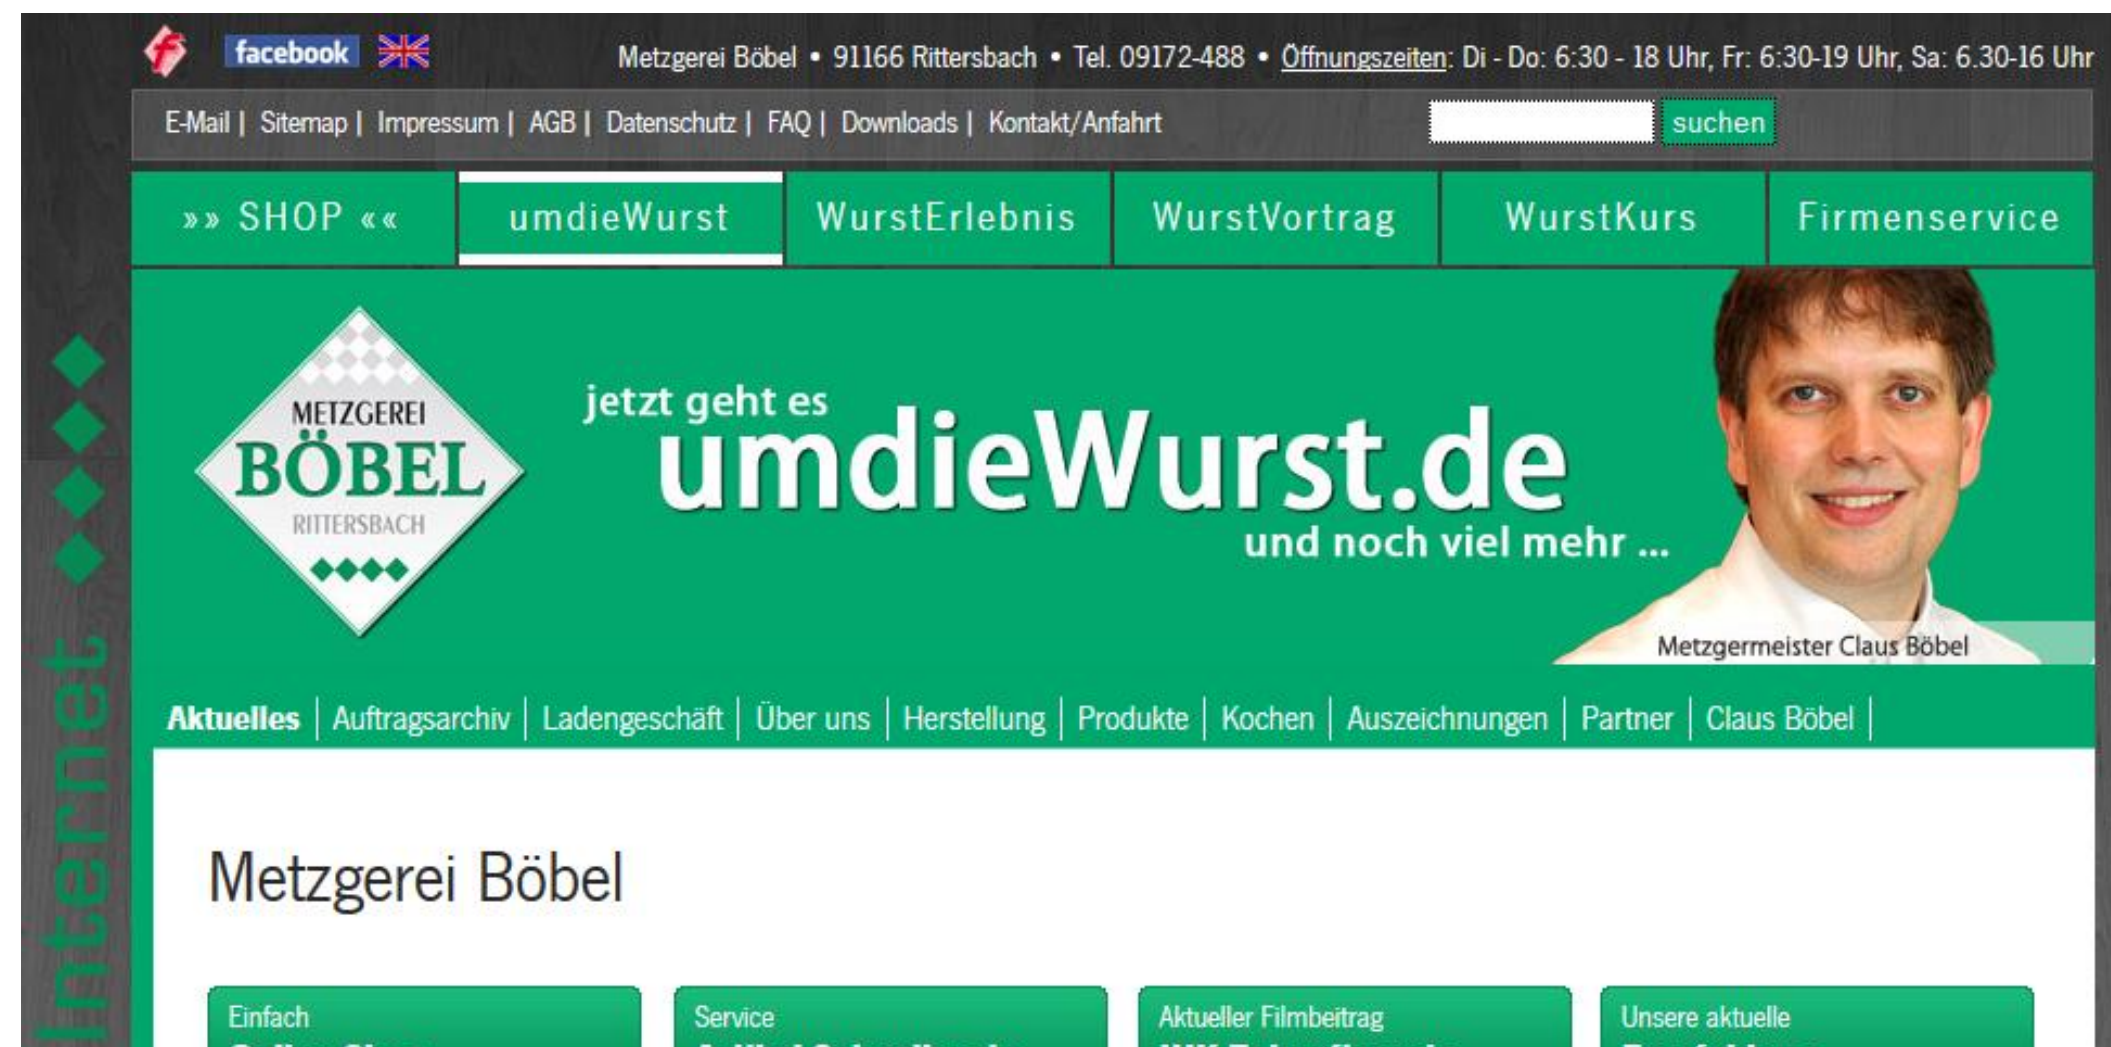 facebook
Metzgerei Böbel • 91166 Rittersbach • Tel. 09172-488 • Öffnungszeiten: Di - Do: 6:30 - 18 Uhr, Fr: 6:30-19 Uhr, Sa: 6.30-16 Uhr
E-Mail | Sitemap | Impressum | AGB | Datenschutz | FAQ | Downloads | Kontakt/Anfahrt
suchen
»» SHOP «« umdieWurst WurstErlebnis WurstVortrag WurstKurs Firmenservice
METZGEREI
BÖBEL
RITTERSBACH
jetzt geht es
umdieWurst.de
und noch viel mehr ...
Metzgermeister Claus Böbel
Aktuelles | Auftragsarchiv | Ladengeschäft | Über uns | Herstellung | Produkte | Kochen | Auszeichnungen | Partner | Claus Böbel |
Internet
Metzgerei Böbel
Einfach
Service
Aktueller Filmbeitrag
Unsere aktuelle